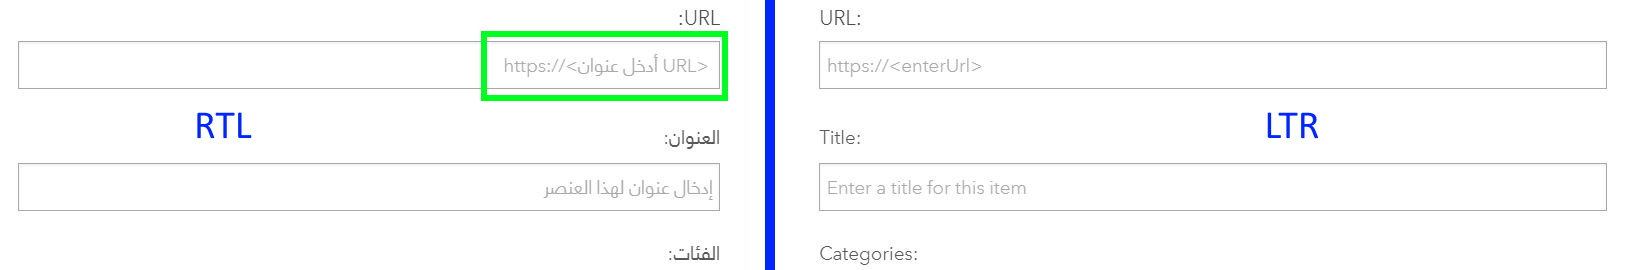 URL:
https://<أدخل عنوان URL>
RTL
العنوان:
إدخال عنوان لهذا العنصر
الفئات:
URL:
https://<enterUrl>
LTR
Title:
Enter a title for this item
Categories: